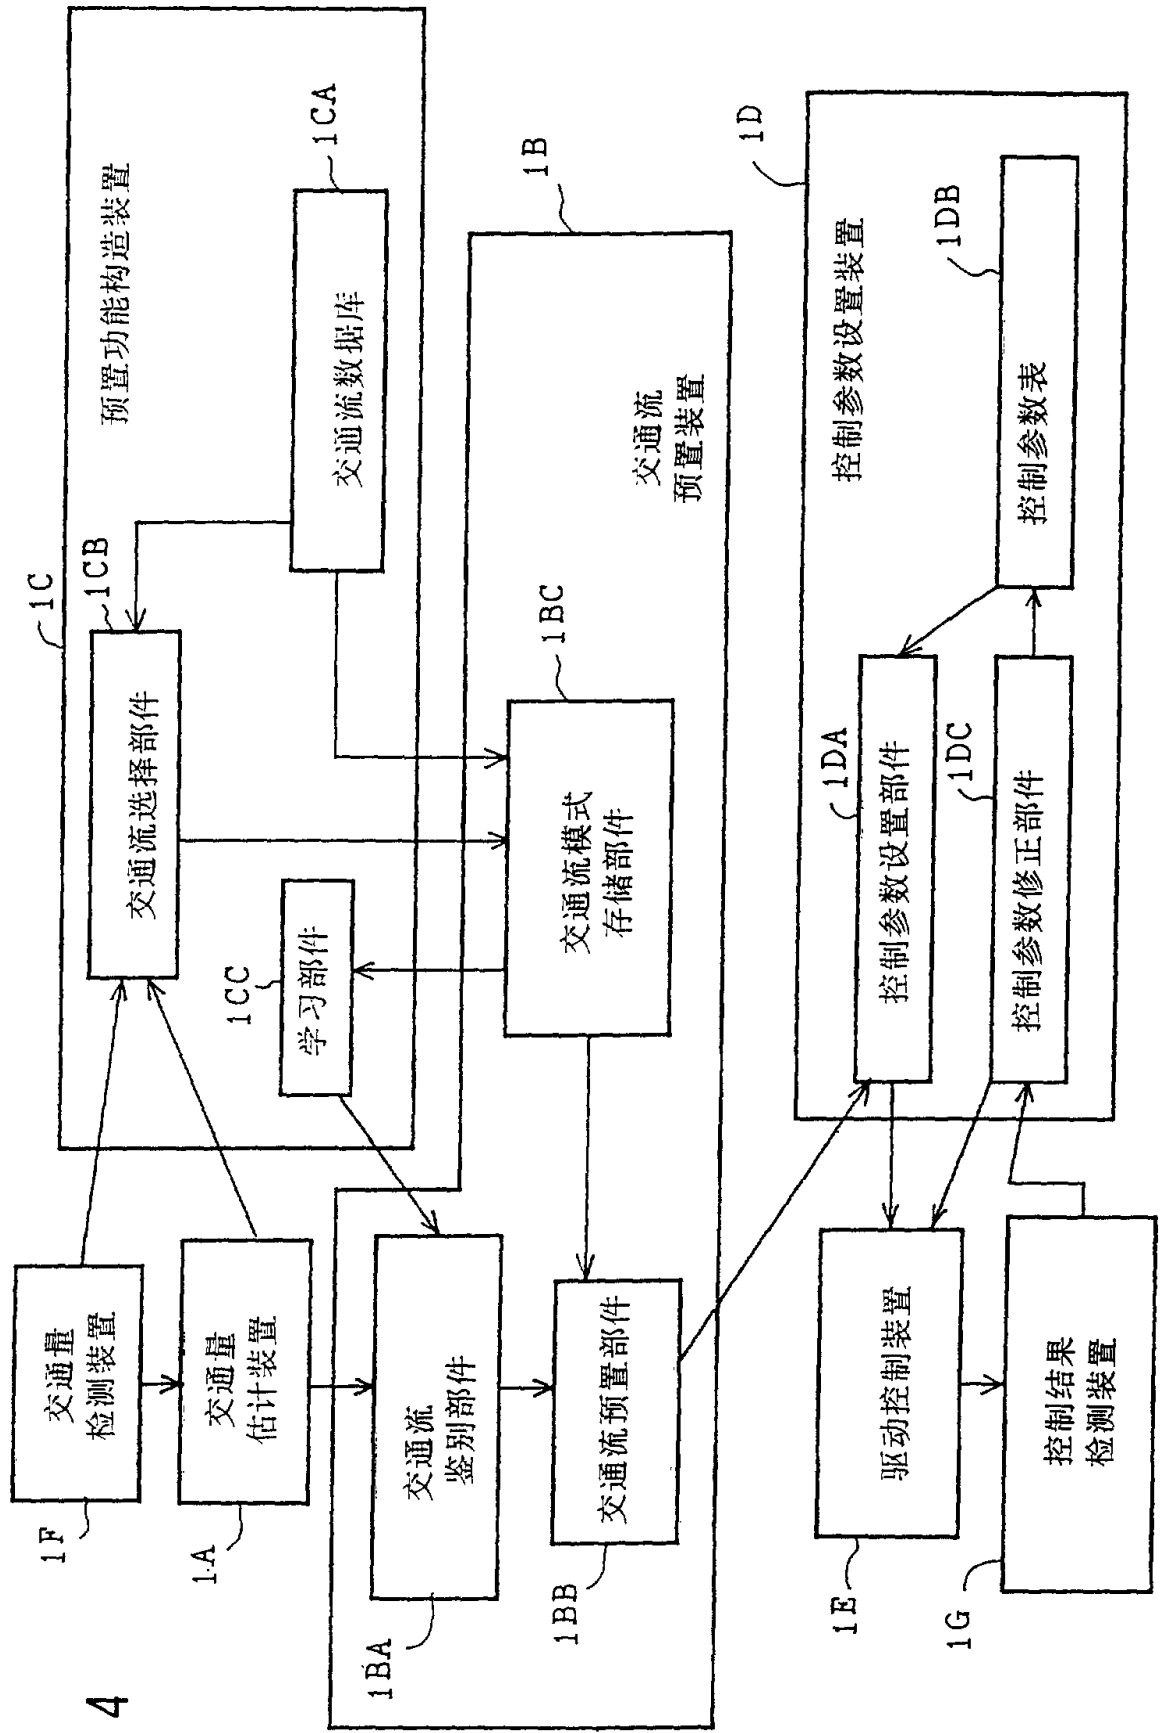 4
1F
交通量
检测装置
1A
交通量
估计装置
1C
预置功能构造装置
1CB
交通流选择部件
1CA
交通流数据库
1CC
学习部件
1B
交通流
预置装置
1BA
交通流
鉴别部件
1BC
交通流模式
存储部件
1BB
交通流预置部件
1D
控制参数设置装置
1DA
控制参数设置部件
1DB
控制参数表
1DC
控制参数修正部件
1E
驱动控制装置
1G
控制结果
检测装置